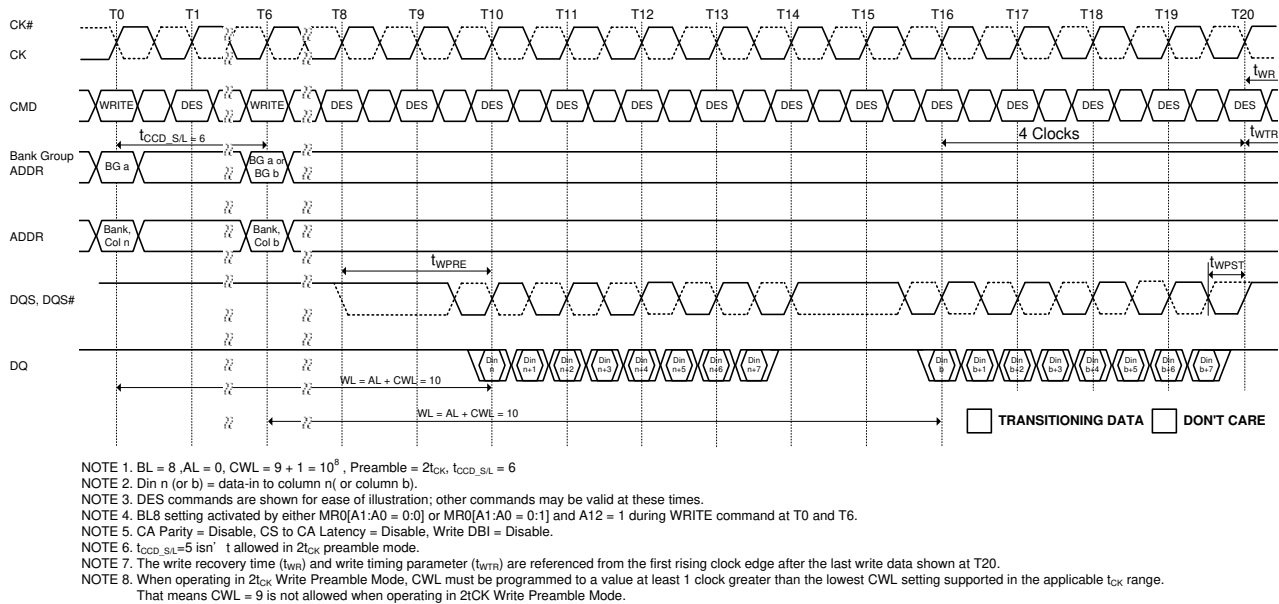 T0 T1 T6 T8 T9 T10 T11 T12 T13 T14 T15 T16 T17 T18 T19 T20
CK#
CK
tWR
CMD WRITE DES WRITE DES DES DES DES DES DES DES DES DES DES DES DES DES
tCCD_S/L = 6
4 Clocks
tWTR
Bank Group
ADDR
BG a
BG a or
BG b
ADDR
Bank,
Col n
Bank,
Col b
tWPRE
tWPST
DQS, DQS#
DQ
Din
n
Din
n+1
Din
n+2
Din
n+3
Din
n+4
Din
n+5
Din
n+6
Din
n+7
Din
b
Din
b+1
Din
b+2
Din
b+3
Din
b+4
Din
b+5
Din
b+6
Din
b+7
WL = AL + CWL = 10
WL = AL + CWL = 10
TRANSITIONING DATA DON'T CARE
NOTE 1. BL = 8 ,AL = 0, CWL = 9 + 1 = 10⁸ , Preamble = 2tCK, tCCD_S/L = 6
NOTE 2. Din n (or b) = data-in to column n( or column b).
NOTE 3. DES commands are shown for ease of illustration; other commands may be valid at these times.
NOTE 4. BL8 setting activated by either MR0[A1:A0 = 0:0] or MR0[A1:A0 = 0:1] and A12 = 1 during WRITE command at T0 and T6.
NOTE 5. CA Parity = Disable, CS to CA Latency = Disable, Write DBI = Disable.
NOTE 6. tCCD_S/L=5 isn' t allowed in 2tCK preamble mode.
NOTE 7. The write recovery time (tWR) and write timing parameter (tWTR) are referenced from the first rising clock edge after the last write data shown at T20.
NOTE 8. When operating in 2tCK Write Preamble Mode, CWL must be programmed to a value at least 1 clock greater than the lowest CWL setting supported in the applicable tCK range.
That means CWL = 9 is not allowed when operating in 2tCK Write Preamble Mode.